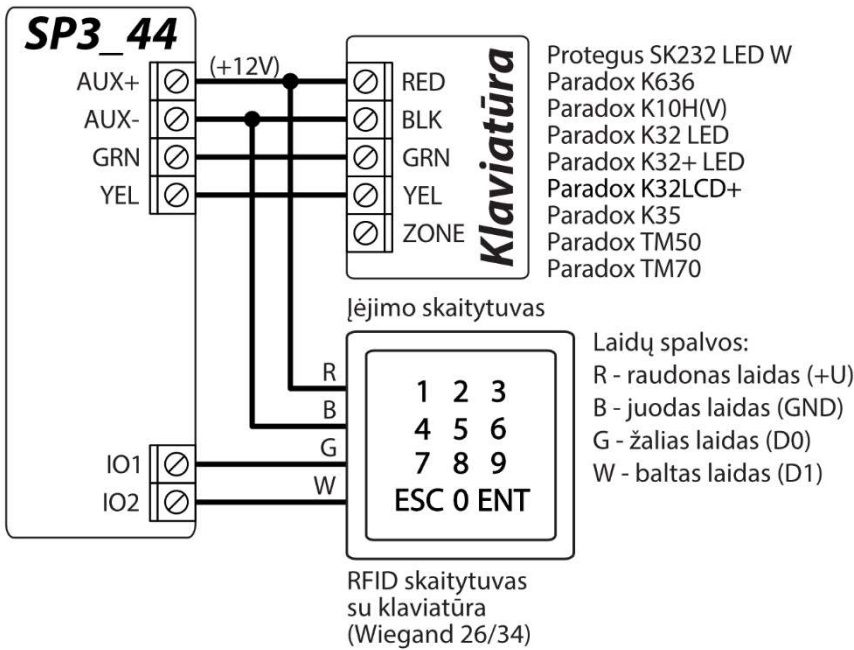 SP3_44
AUX+
AUX-
GRN
YEL
(+12V)
RED
BLK
GRN
YEL
ZONE
Klaviatūra
Protegus SK232 LED W
Paradox K636
Paradox K10H(V)
Paradox K32 LED
Paradox K32+ LED
Paradox K32LCD+
Paradox K35
Paradox TM50
Paradox TM70
Įėjimo skaitytuvas
R
B
G
W
IO1
IO2
1 2 3
4 5 6
7 8 9
ESC 0 ENT
Laidų spalvos:
R - raudonas laidas (+U)
B - juodas laidas (GND)
G - žalias laidas (D0)
W - baltas laidas (D1)
RFID skaitytuvas
su klaviatūra
(Wiegand 26/34)